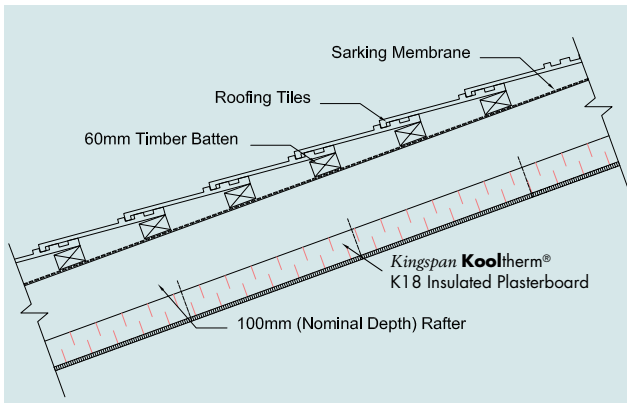 Sarking Membrane
Roofing Tiles
60mm Timber Batten
Kingspan Kooltherm®
K18 Insulated Plasterboard
100mm (Nominal Depth) Rafter